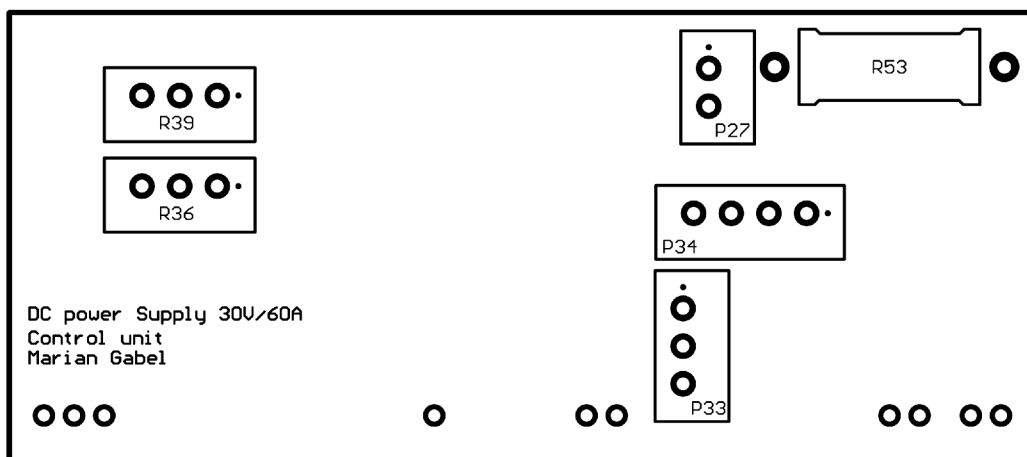 R53
P27
R39
R36
P34
DC power Supply 30V/60A
Control unit
Marian Gabel
P33